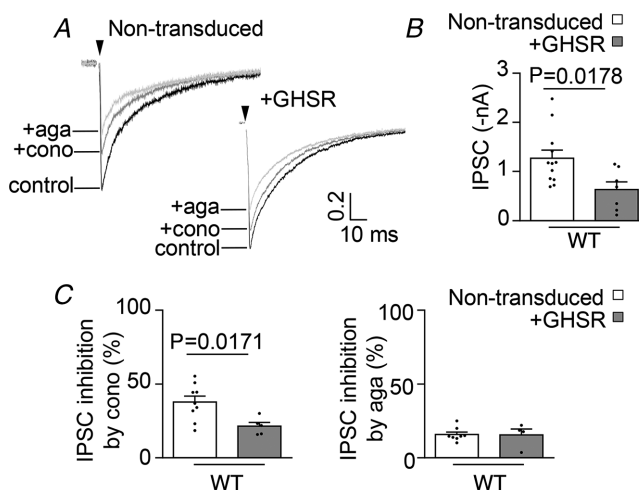 A
Non-transduced
+aga
+cono
control
+GHSR
+aga
+cono
control
0.2
10 ms
B
Non-transduced
+GHSR
IPSC (-nA)
3
2
1
0
P=0.0178
WT
C
IPSC inhibition
by cono (%)
100
50
0
P=0.0171
WT
Non-transduced
+GHSR
IPSC inhibition
by aga (%)
100
50
0
WT